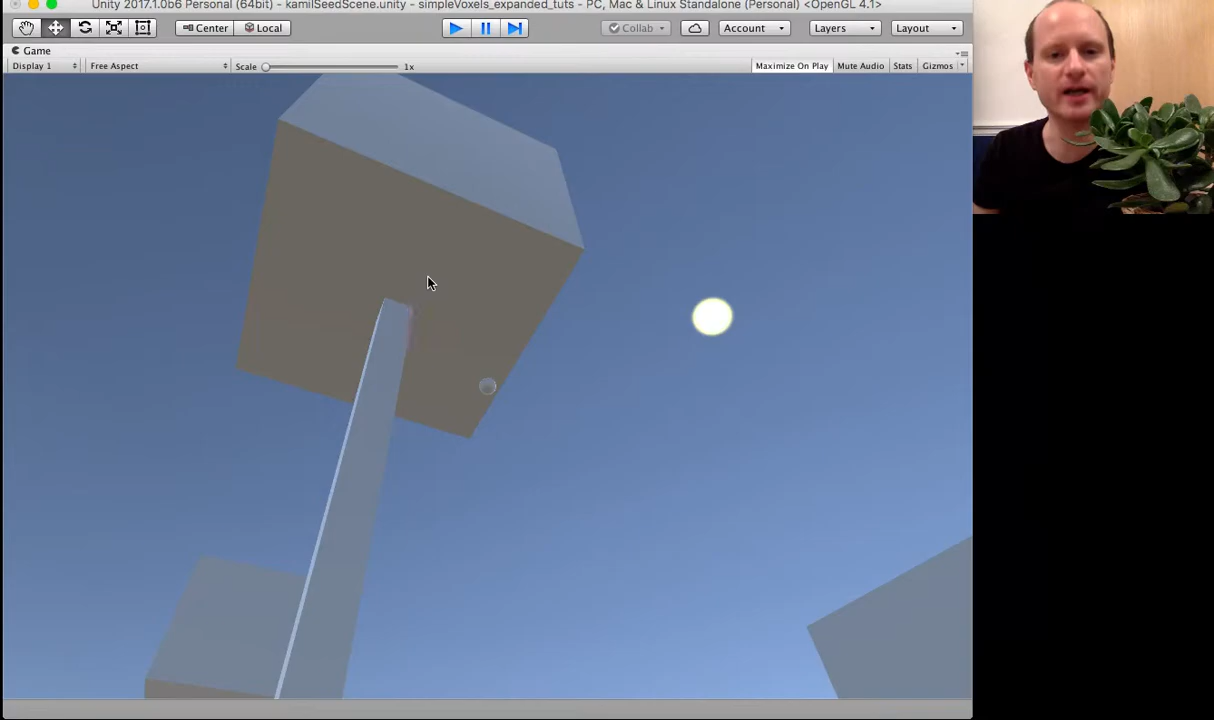 Unity 2017.1.0b6 Personal (64bit) - kamilSeedScene.unity - simpleVoxels_expanded_tuts - PC, Mac & Linux Standalone (Personal) <OpenGL 4.1>
Center Local Collab Account Layers Layout
Game
Display 1 Free Aspect Scale 1x Maximize On Play Mute Audio Stats Gizmos